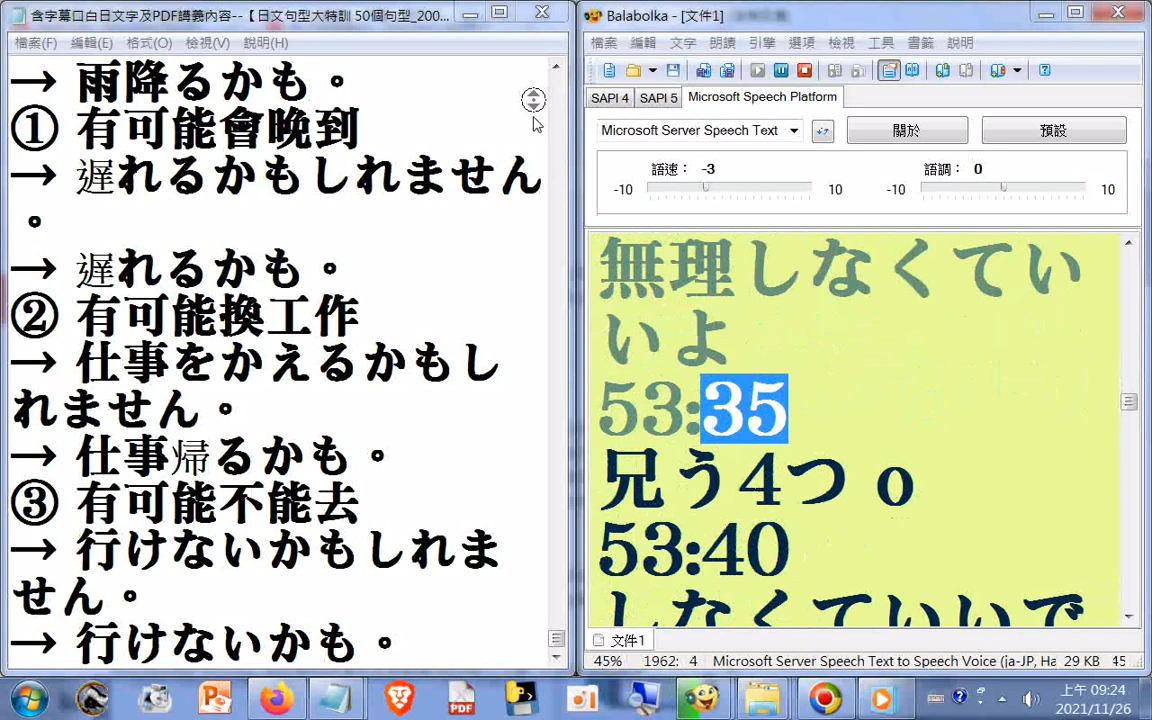 含字幕口白日文字及PDF講義內容--【日文句型大特訓 50個句型_200...
檔案(F) 編輯(E) 格式(O) 檢視(V) 說明(H)
→ 雨降るかも。
① 有可能會晚到
→ 遅れるかもしれません
。
→ 遅れるかも。
② 有可能換工作
→ 仕事をかえるかもし
れません。
→ 仕事帰るかも。
③ 有可能不能去
→ 行けないかもしれま
せん。
→ 行けないかも。
Balabolka - [文件1]
檔案 編輯 文字 朗讀 引擎 選項 檢視 工具 書籤 說明
SAPI 4 SAPI 5 Microsoft Speech Platform
Microsoft Server Speech Text 關於 預設
語速： -3 語調： 0
-10 10 -10 10
無理しなくてい
いよ
53:35
兄う4つ o
53:40
しなくていいで
文件1
45% 1962: 4 Microsoft Server Speech Text to Speech Voice (ja-JP, Ha 29 KB 45
PDF
上午 09:24
2021/11/26